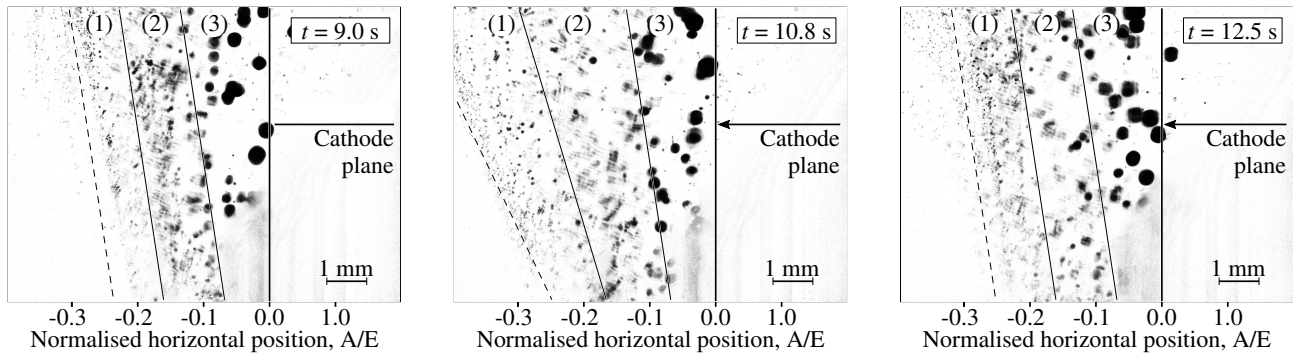 (1) (2) (3) t = 9.0 s
Cathode
plane
1 mm
-0.3 -0.2 -0.1 0.0 1.0
Normalised horizontal position, A/E
(1) (2) (3) t = 10.8 s
Cathode
plane
1 mm
-0.3 -0.2 -0.1 0.0 1.0
Normalised horizontal position, A/E
(1) (2) (3) t = 12.5 s
Cathode
plane
1 mm
-0.3 -0.2 -0.1 0.0 1.0
Normalised horizontal position, A/E